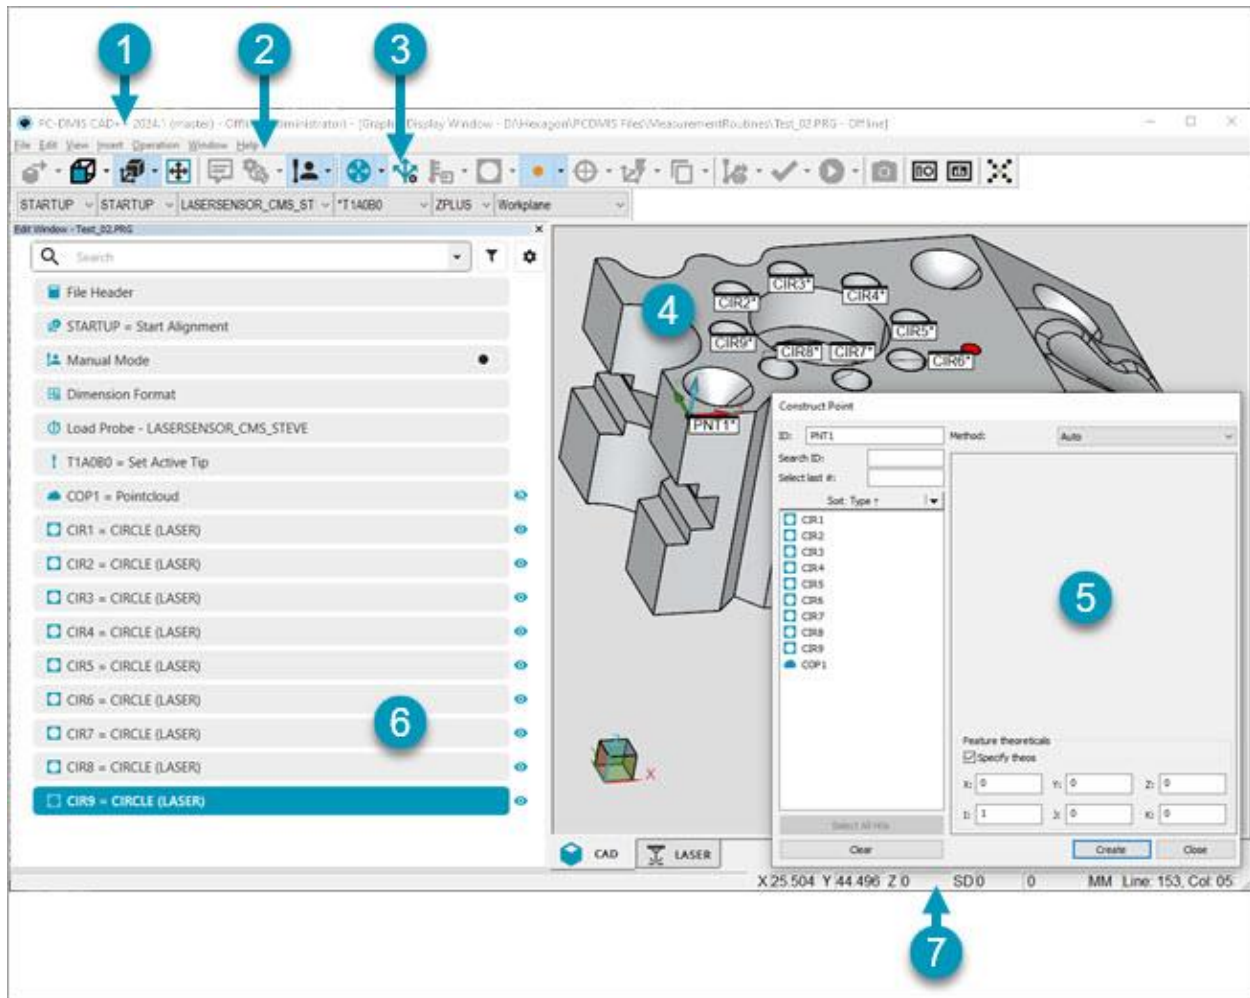 1 2 3
PC-DMIS CAD++ 2024.1 (master) - Offline (Administrator) - [Graphic Display Window - D:\Hexagon\PCDMIS Files\MeasurementRoutines\Test_02.PRG - Offline]
File Edit View Insert Operation Window Help
STARTUP STARTUP LASERSENSOR_CMS_ST *T1A0B0 ZPLUS Workplane
Edit Window - Test_02.PRG
Search
File Header
STARTUP = Start Alignment
Manual Mode
Dimension Format
Load Probe - LASERSENSOR_CMS_STEVE
T1A0B0 = Set Active Tip
COP1 = Pointcloud
CIR1 = CIRCLE (LASER)
CIR2 = CIRCLE (LASER)
CIR3 = CIRCLE (LASER)
CIR4 = CIRCLE (LASER)
CIR5 = CIRCLE (LASER)
CIR6 = CIRCLE (LASER)
CIR7 = CIRCLE (LASER)
CIR8 = CIRCLE (LASER)
CIR9 = CIRCLE (LASER)
6
4
CIR3*
CIR2* CIR4*
CIR9* CIR5*
CIR8* CIR7* CIR6*
PNT1*
X
Construct Point
ID: PNT1 Method: Auto
Search ID:
Select last #:
Sort: Type ↑
CIR1
CIR2
CIR3
CIR4
CIR5
CIR6
CIR7
CIR8
CIR9
COP1
5
Feature theoreticals
Specify theos
X: 0 Y: 0 Z: 0
I: 1 J: 0 K: 0
Select All Hits
Clear Create Close
CAD LASER
X 25.504 Y 44.496 Z 0 SD 0 0 MM Line: 153, Col: 05
7